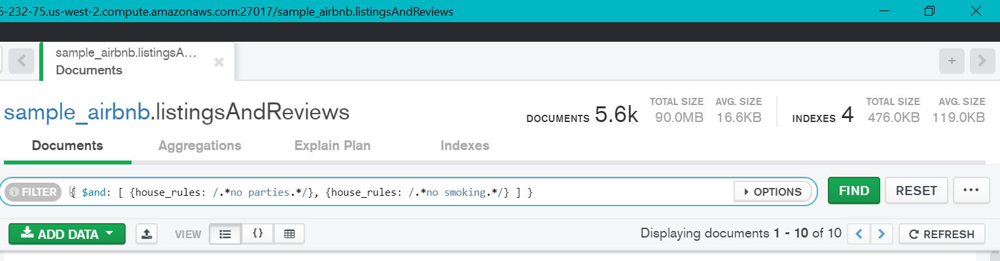 6-232-75.us-west-2.compute.amazonaws.com:27017/sample_airbnb.listingsAndReviews
sample_airbnb.listingsA...
Documents
sample_airbnb.listingsAndReviews
DOCUMENTS 5.6k
TOTAL SIZE
90.0MB
AVG. SIZE
16.6KB
INDEXES 4
TOTAL SIZE
476.0KB
AVG. SIZE
119.0KB
Documents
Aggregations
Explain Plan
Indexes
FILTER
{ $and: [ {house_rules: /.*no parties.*/}, {house_rules: /.*no smoking.*/} ] }
OPTIONS
FIND
RESET
ADD DATA
VIEW
{}
Displaying documents 1 - 10 of 10
REFRESH